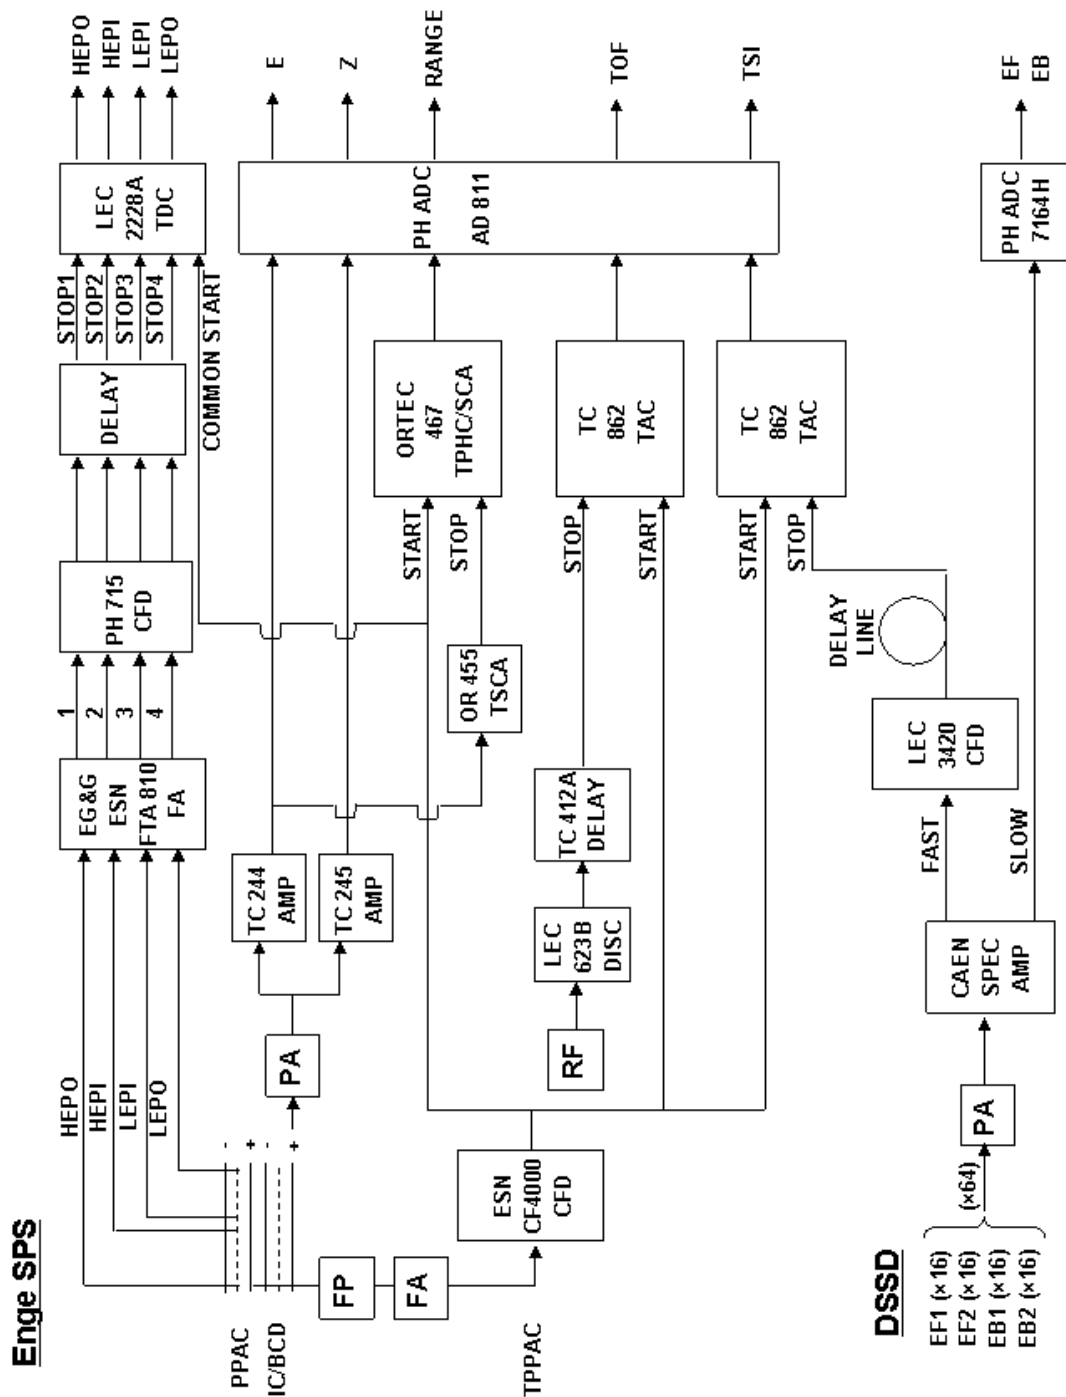 Enge SPS
PPAC
IC/BCD
HEPO
HEPI
LEPI
LEPO
-
+
-
+
EG&G
ESN
FTA 810
FA
1
2
3
4
PH 715
CFD
DELAY
STOP1
STOP2
STOP3
STOP4
COMMON START
LEC
2228A
TDC
HEPO
HEPI
LEPI
LEPO
PA
TC 244
AMP
TC 245
AMP
OR 455
TSCA
START
STOP
ORTEC
467
TPHC/SCA
PH ADC
AD 811
E
Z
RANGE
TOF
TSI
FP
FA
TPPAC
ESN
CF4000
CFD
RF
LEC
623B
DISC
TC 412A
DELAY
STOP
START
TC
862
TAC
START
STOP
TC
862
TAC
DSSD
EF1 (×16)
EF2 (×16)
EB1 (×16)
EB2 (×16)
(×64)
PA
CAEN
SPEC
AMP
FAST
SLOW
LEC
3420
CFD
DELAY
LINE
PH ADC
7164H
EF
EB